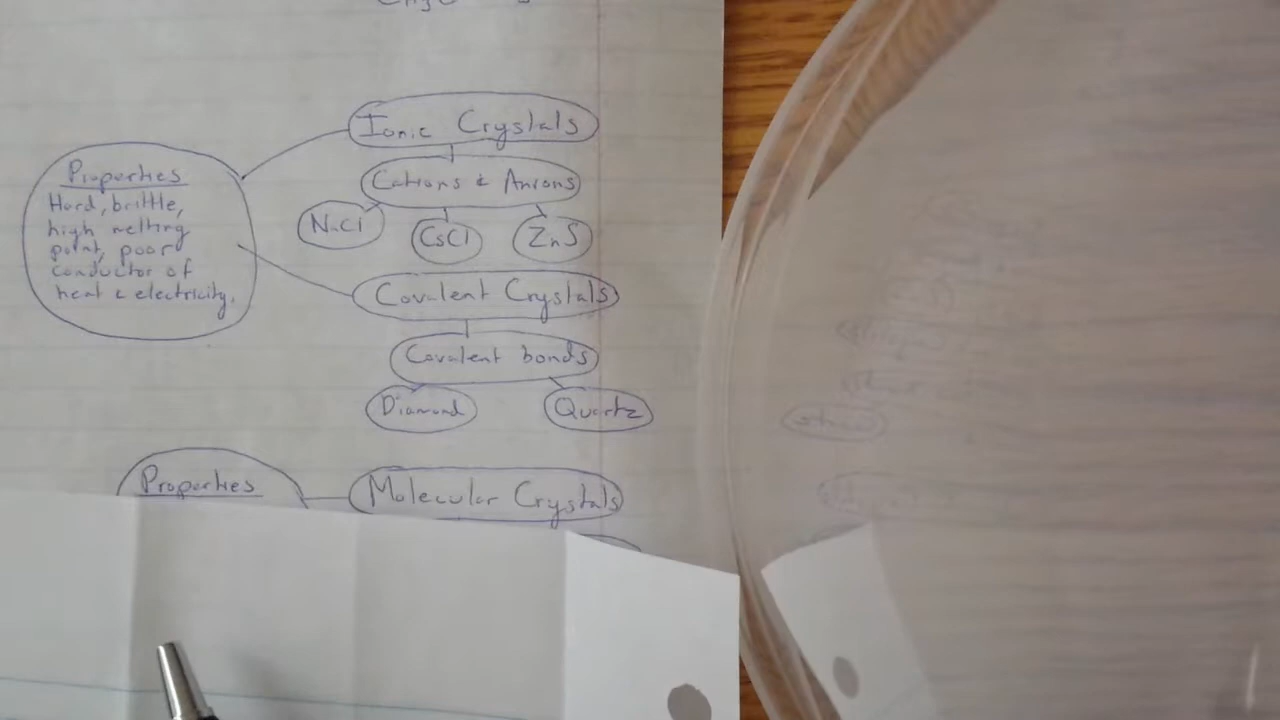 Ionic Crystals
Cations & Anions
NaCl
CsCl
ZnS
Properties
Hard, brittle,
high melting
point, poor
conductor of
heat & electricity.
Covalent Crystals
Covalent bonds
Diamond
Quartz
Properties
Molecular Crystals